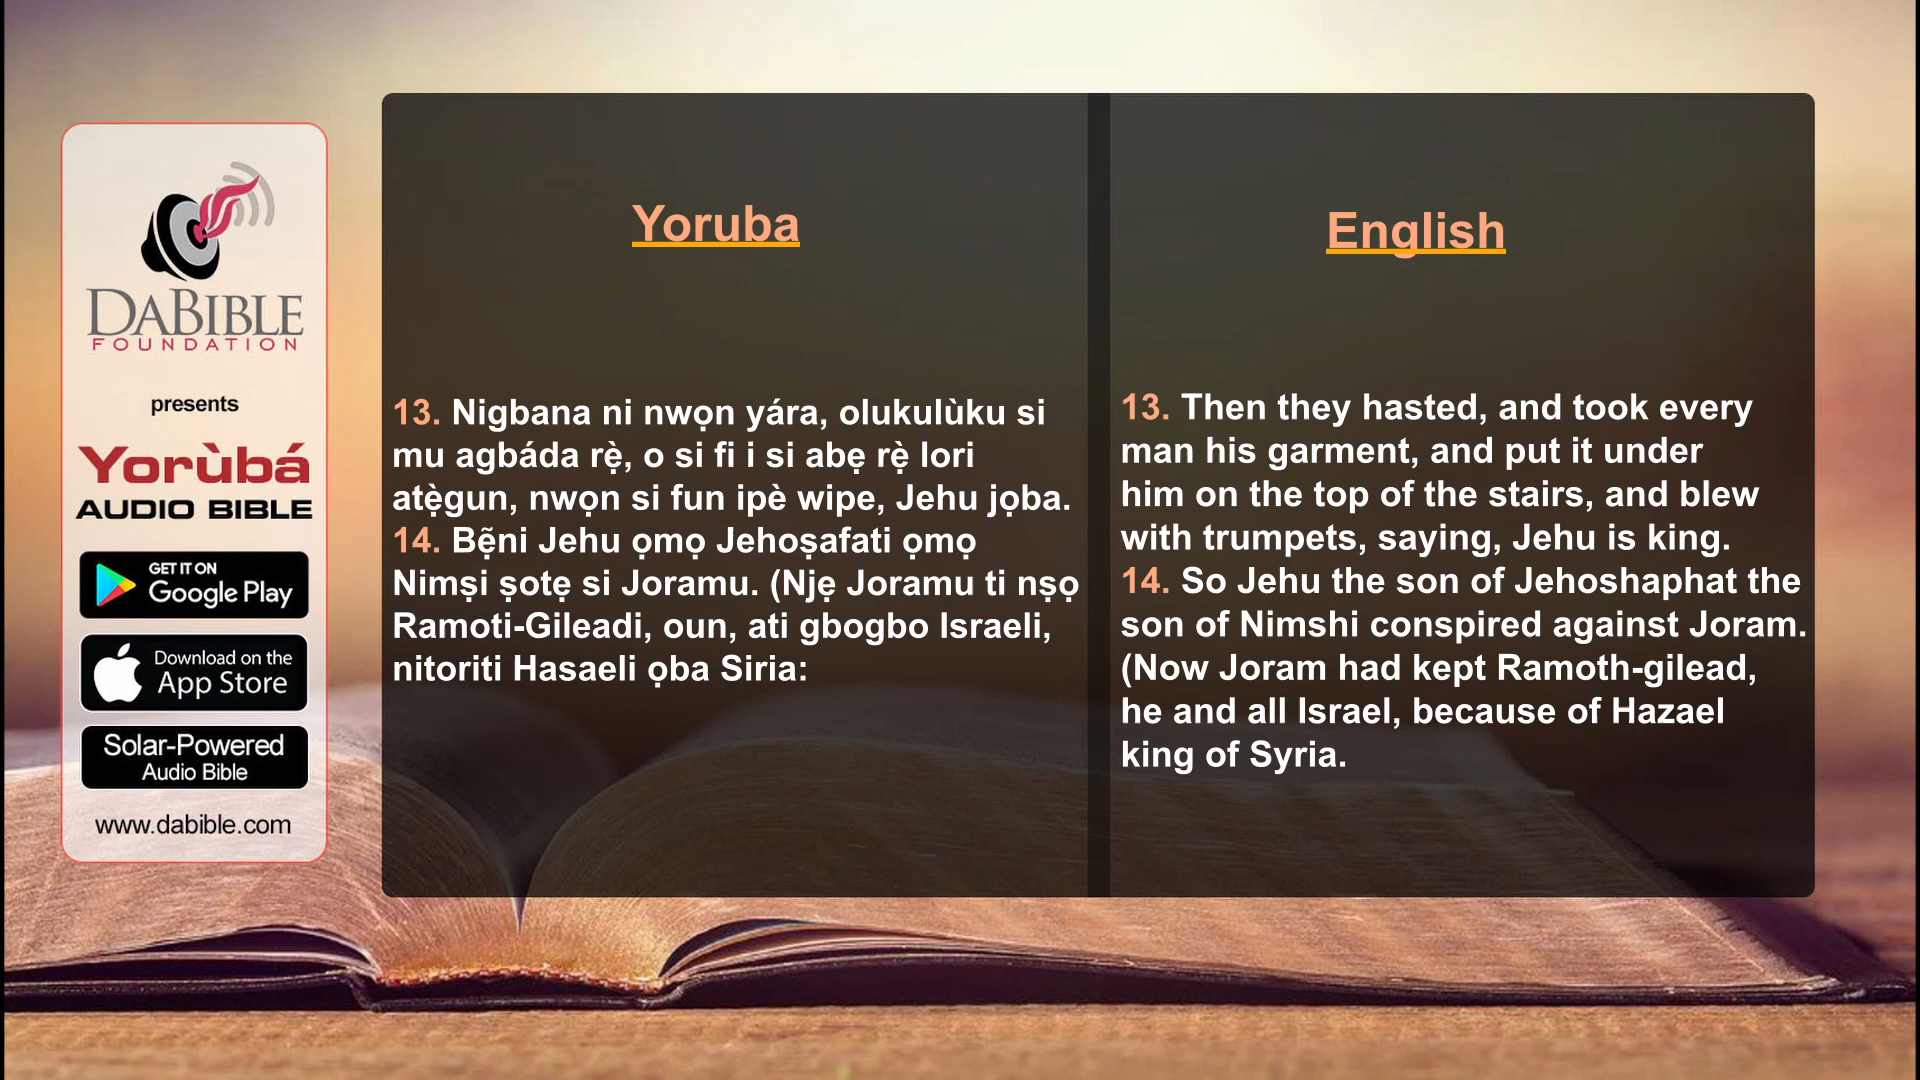 DABIBLE
FOUNDATION
presents
Yorùbá
AUDIO BIBLE
GET IT ON
Google Play
Download on the
App Store
Solar-Powered
Audio Bible
www.dabible.com
Yoruba
13. Nigbana ni nwọn yára, olukulùku si
mu agbáda rẹ̀, o si fi i si abẹ rẹ̀ lori
atẹ̀gun, nwọn si fun ipè wipe, Jehu jọba.
14. Bẹ̃ni Jehu ọmọ Jehoṣafati ọmọ
Nimṣi ṣotẹ si Joramu. (Njẹ Joramu ti nṣọ
Ramoti-Gileadi, oun, ati gbogbo Israeli,
nitoriti Hasaeli ọba Siria:
English
13. Then they hasted, and took every
man his garment, and put it under
him on the top of the stairs, and blew
with trumpets, saying, Jehu is king.
14. So Jehu the son of Jehoshaphat the
son of Nimshi conspired against Joram.
(Now Joram had kept Ramoth-gilead,
he and all Israel, because of Hazael
king of Syria.